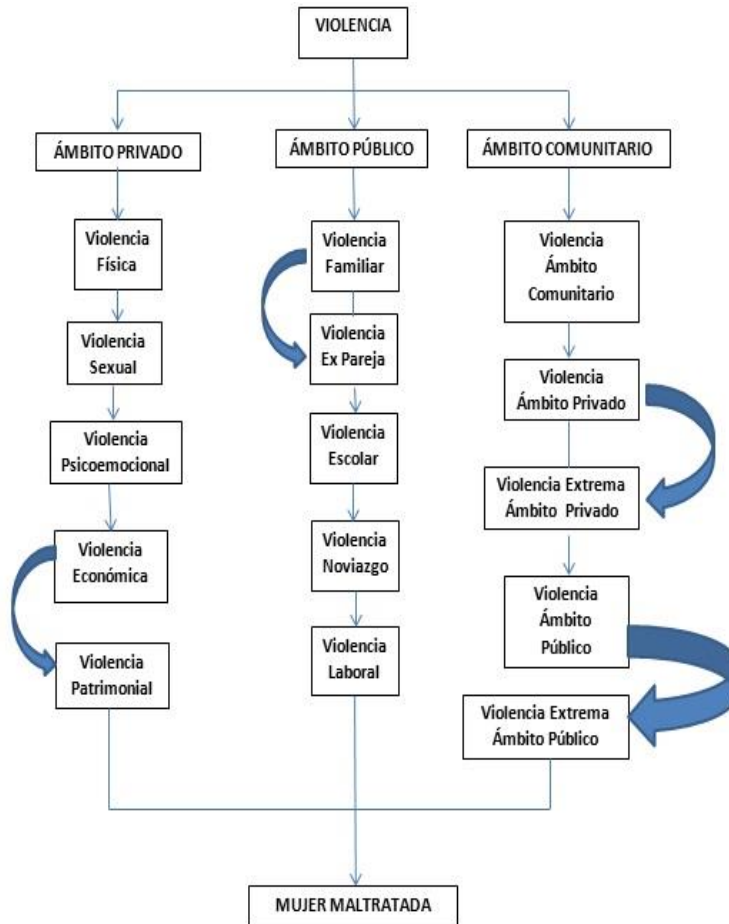 VIOLENCIA
ÁMBITO PRIVADO
Violencia
Física
Violencia
Sexual
Violencia
Psicoemocional
Violencia
Económica
Violencia
Patrimonial
ÁMBITO PÚBLICO
Violencia
Familiar
Violencia
Ex Pareja
Violencia
Escolar
Violencia
Noviazgo
Violencia
Laboral
ÁMBITO COMUNITARIO
Violencia
Ámbito
Comunitario
Violencia
Ámbito Privado
Violencia Extrema
Ámbito Privado
Violencia
Ámbito
Público
Violencia Extrema
Ámbito Público
MUJER MALTRATADA